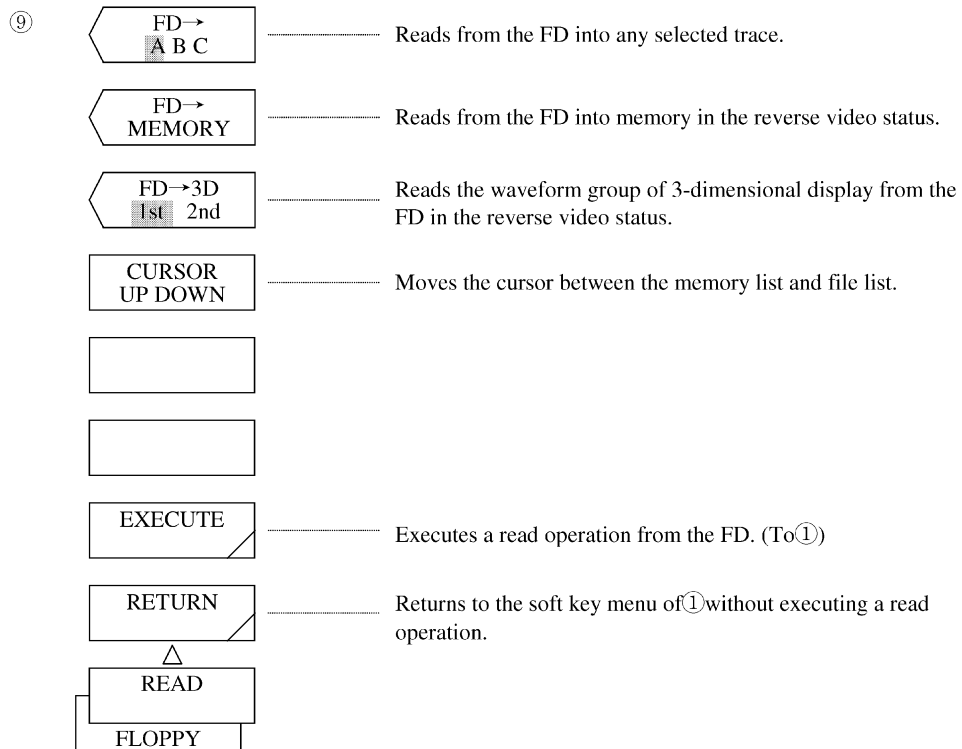 ⑨
FD→
A B C
Reads from the FD into any selected trace.
FD→
MEMORY
Reads from the FD into memory in the reverse video status.
FD→3D
1st 2nd
Reads the waveform group of 3-dimensional display from the
FD in the reverse video status.
CURSOR
UP DOWN
Moves the cursor between the memory list and file list.
EXECUTE
Executes a read operation from the FD. (To①)
RETURN
Returns to the soft key menu of①without executing a read
operation.
READ
FLOPPY